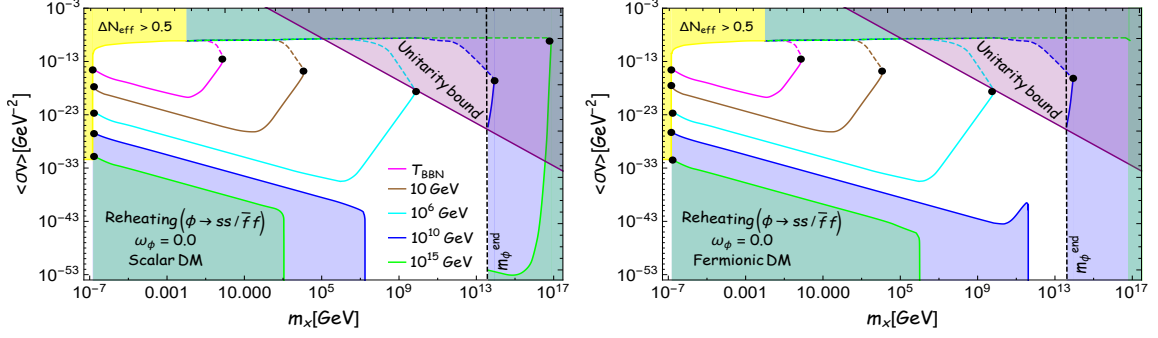 ΔN_eff > 0.5
Unitarity bound
T_BBN
10 GeV
10^6 GeV
10^10 GeV
10^15 GeV
Reheating(ϕ → ss / f̄ f)
ω_ϕ = 0.0
Scalar DM
m_ϕ^end
<σv>[GeV^-2]
10^-3
10^-13
10^-23
10^-33
10^-43
10^-53
10^-7 0.001 10.000 10^5 10^9 10^13 10^17
m_x[GeV]
ΔN_eff > 0.5
Unitarity bound
Reheating(ϕ → ss / f̄ f)
ω_ϕ = 0.0
Fermionic DM
m_ϕ^end
<σv>[GeV^-2]
10^-3
10^-13
10^-23
10^-33
10^-43
10^-53
10^-7 0.001 10.000 10^5 10^9 10^13 10^17
m_x[GeV]